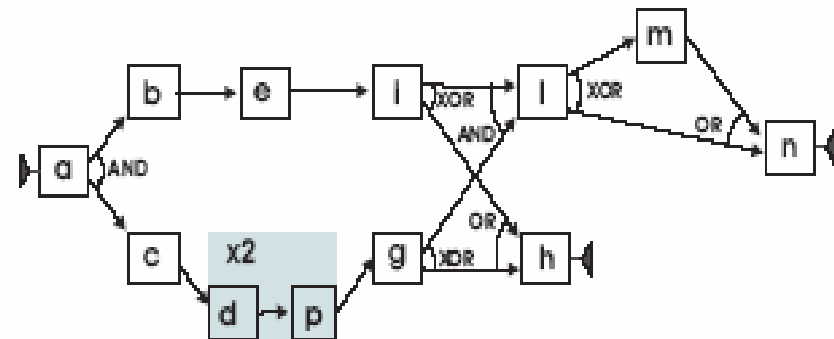 m
b e i XOR l XOR
AND OR n
a AND
OR
c x2 g XOR h
d p